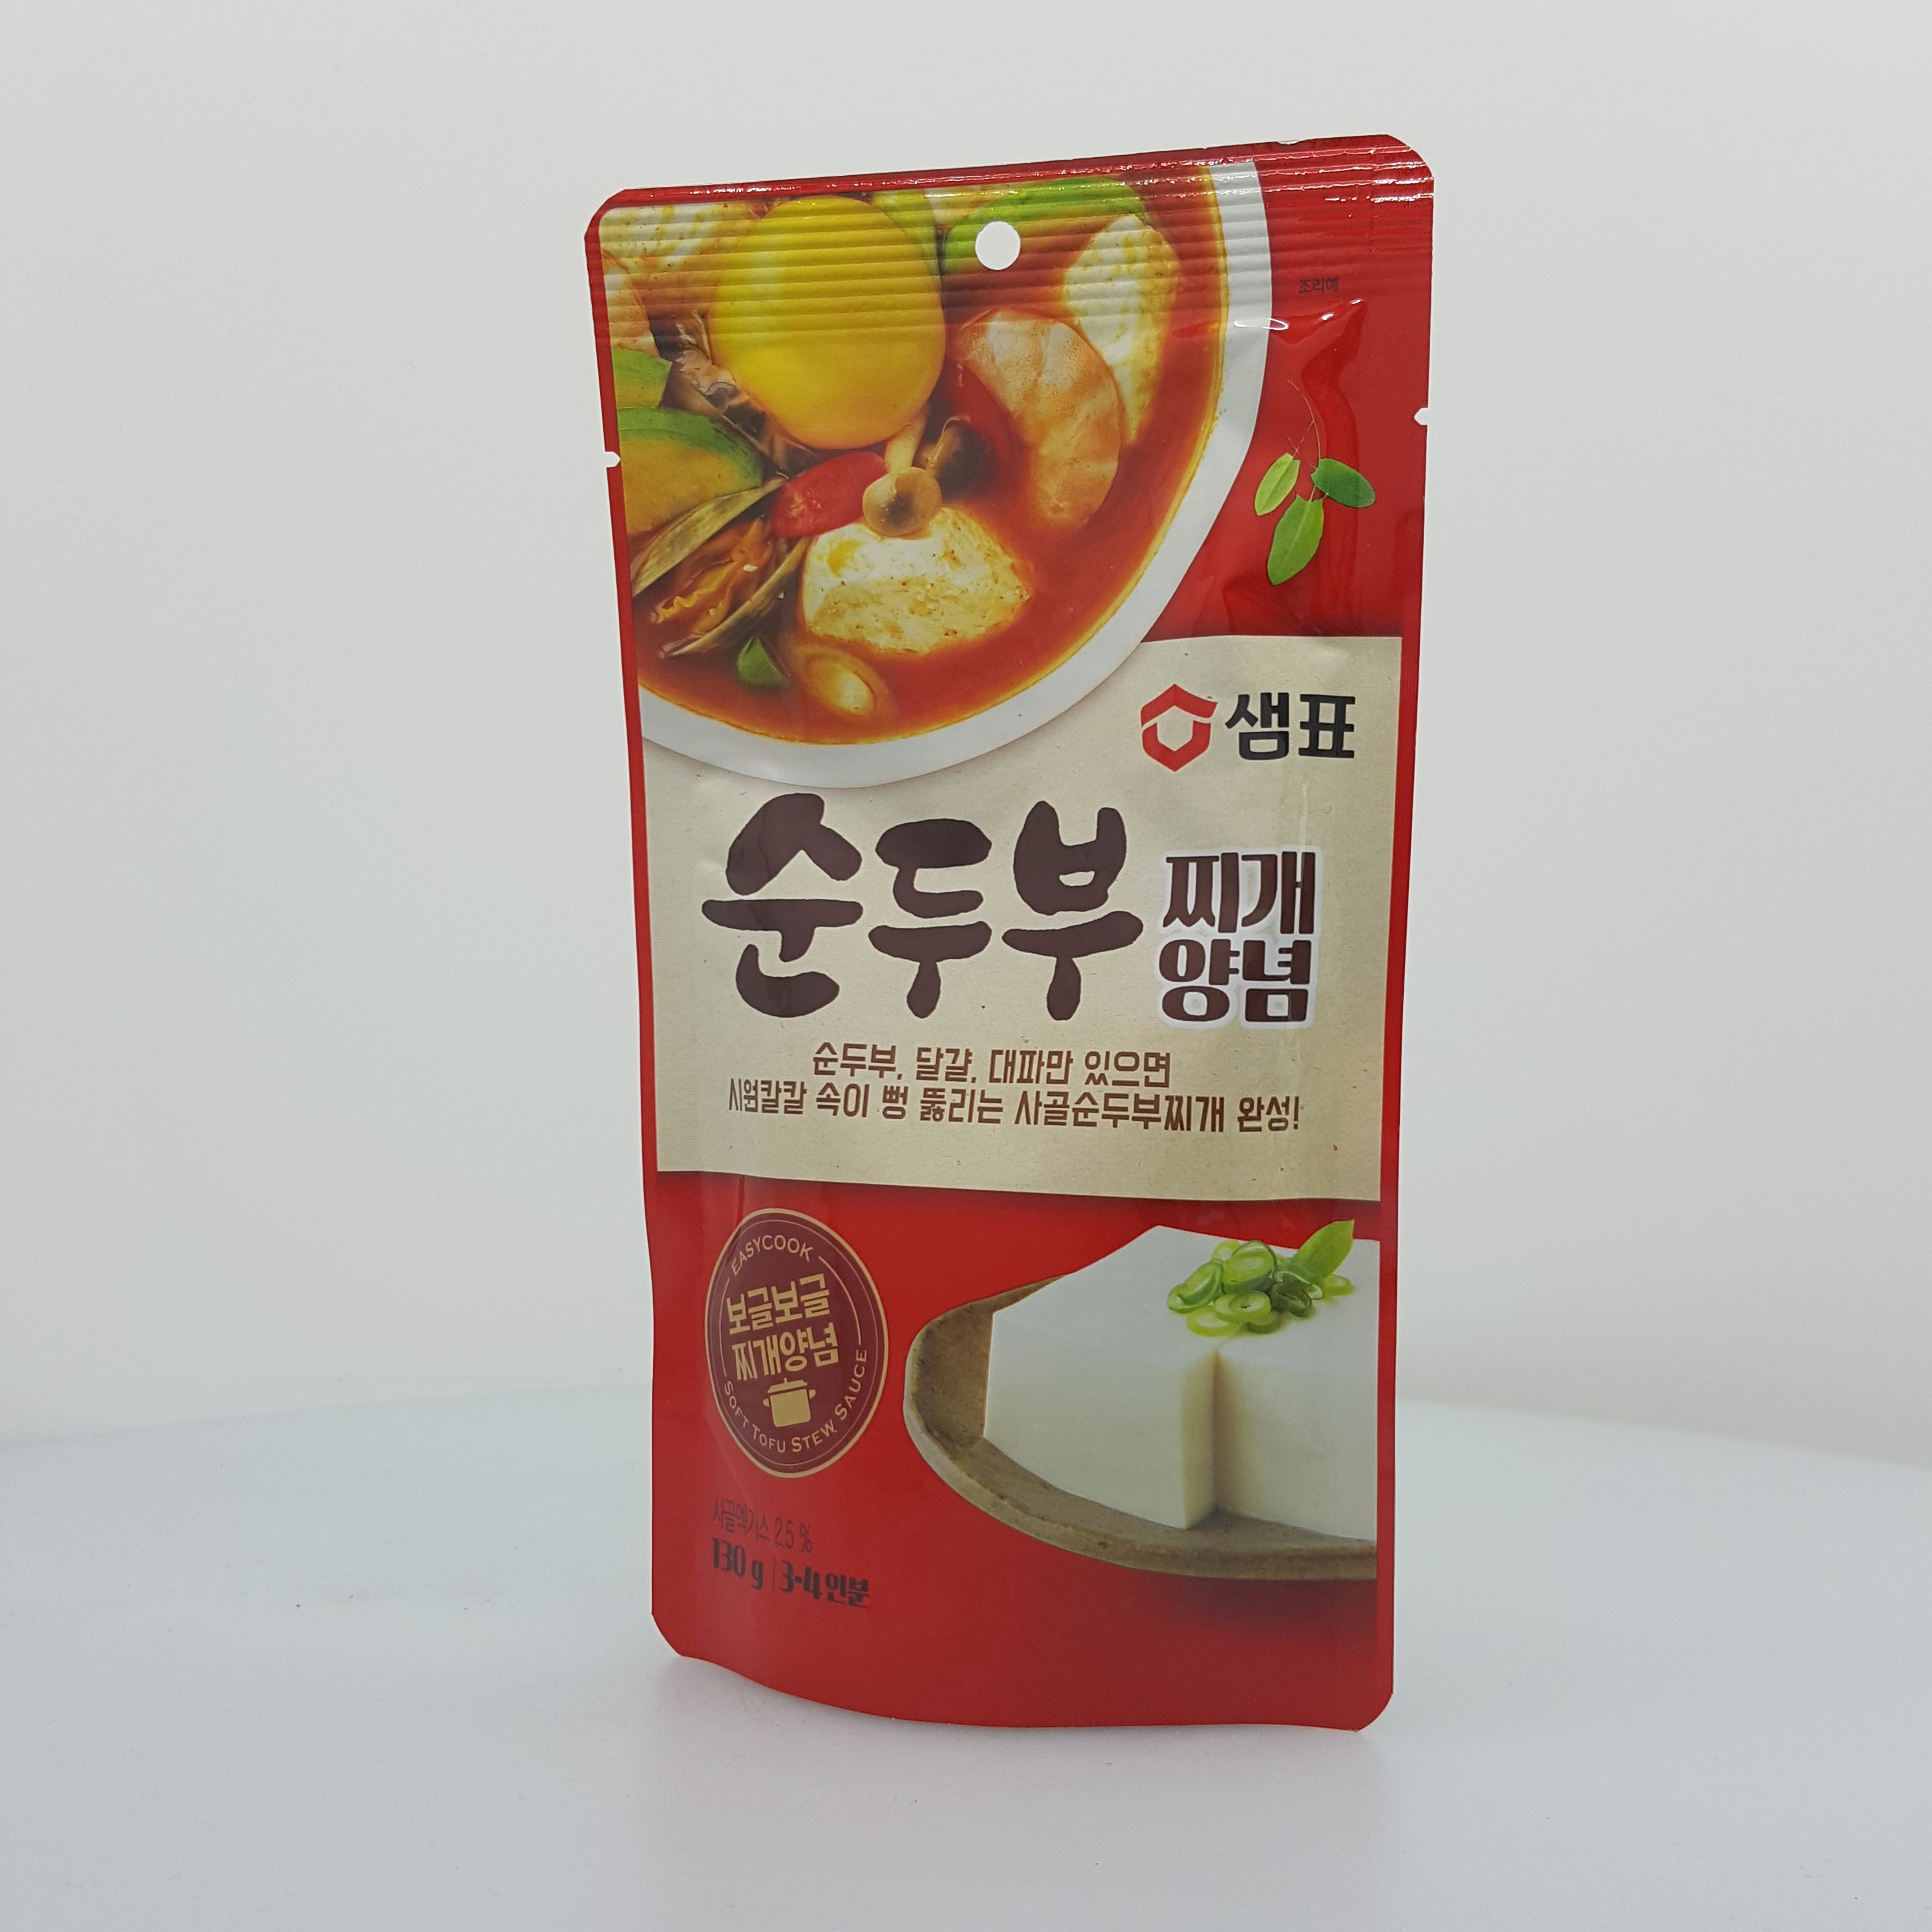 조리예
샘표
순두부
찌개
양념
순두부, 달걀, 대파만 있으면
시원칼칼 속이 뻥 뚫리는 사골순두부찌개 완성!
EASYCOOK
보글보글
찌개양념
SOFT TOFU STEW SAUCE
사골엑기스 2.5 %
130 g | 3-4인분